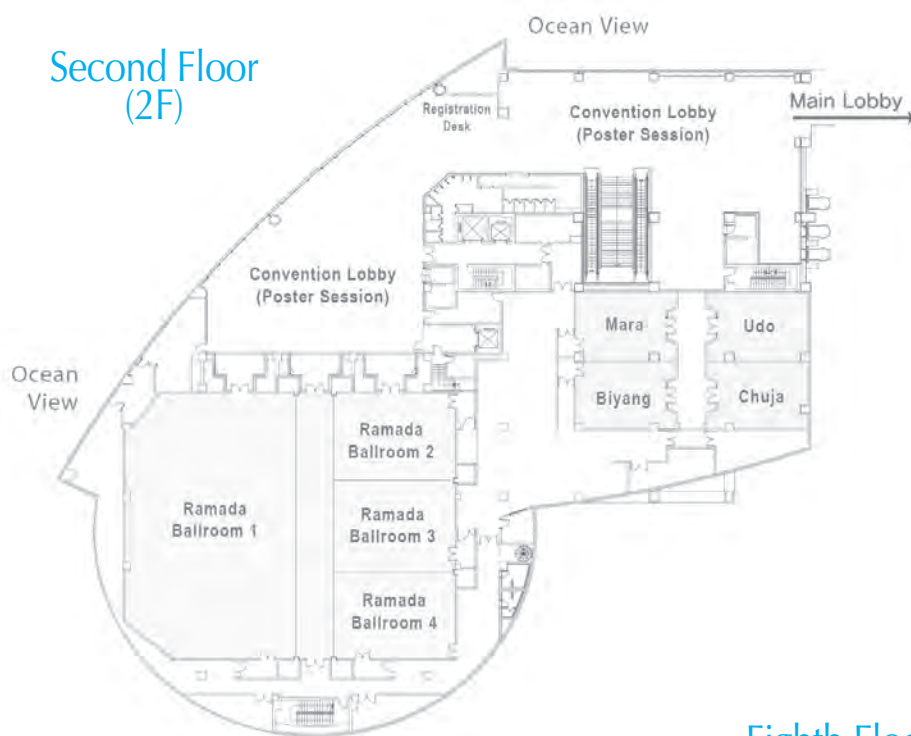 Ocean View
Second Floor
(2F)
Registration
Desk
Convention Lobby
(Poster Session)
Main Lobby
Convention Lobby
(Poster Session)
Mara
Udo
Ocean
View
Biyang
Chuja
Ramada
Ballroom 2
Ramada
Ballroom 1
Ramada
Ballroom 3
Ramada
Ballroom 4